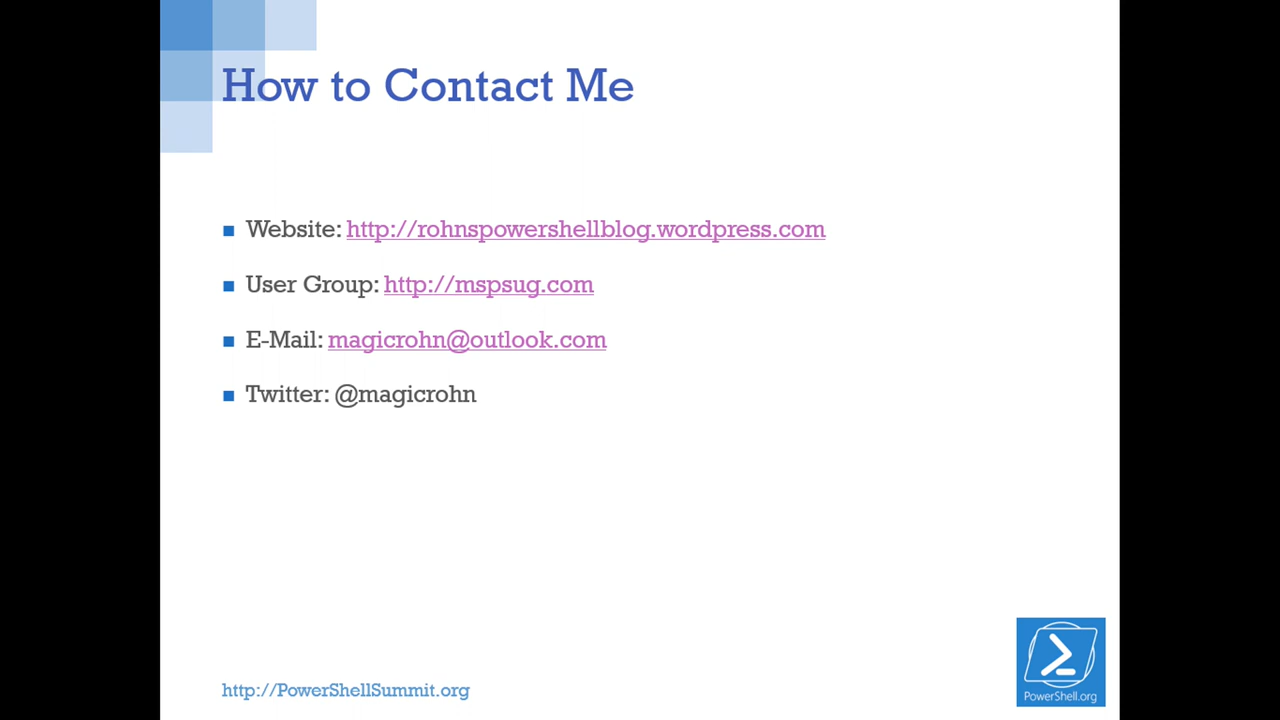 How to Contact Me
Website: http://rohnspowershellblog.wordpress.com
User Group: http://mspsug.com
E-Mail: magicrohn@outlook.com
Twitter: @magicrohn
http://PowerShellSummit.org
PowerShell.org